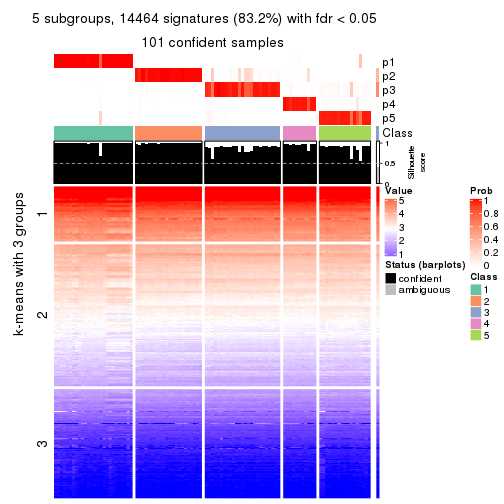 5 subgroups, 14464 signatures (83.2%) with fdr < 0.05
101 confident samples
p1
p2
p3
p4
p5
Class
1
0.5
0
Silhouette
score
k-means with 3 groups
1
2
3
Value
5
4
3
2
1
Status (barplots)
confident
ambiguous
Prob
1
0.8
0.6
0.4
0.2
0
Class
1
2
3
4
5